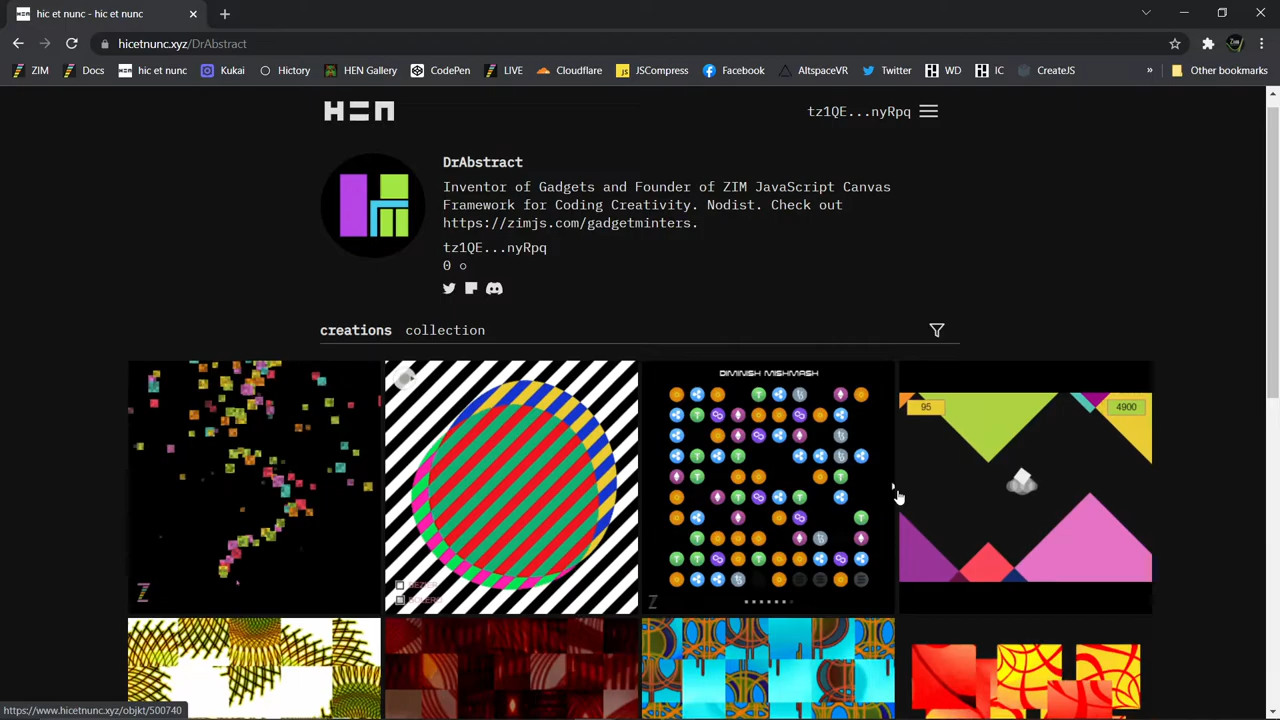 hic et nunc - hic et nunc
hicetnunc.xyz/DrAbstract
ZIM Docs hic et nunc Kukai Hictory HEN Gallery CodePen LIVE Cloudflare JSCompress Facebook AltspaceVR Twitter WD IC CreateJS » Other bookmarks
tz1QE...nyRpq
DrAbstract
Inventor of Gadgets and Founder of ZIM JavaScript Canvas
Framework for Coding Creativity. Nodist. Check out
https://zimjs.com/gadgetminters.
tz1QE...nyRpq
0 ○
creations collection
DIMINISH MISHMASH
95 4900
https://www.hicetnunc.xyz/objkt/500740